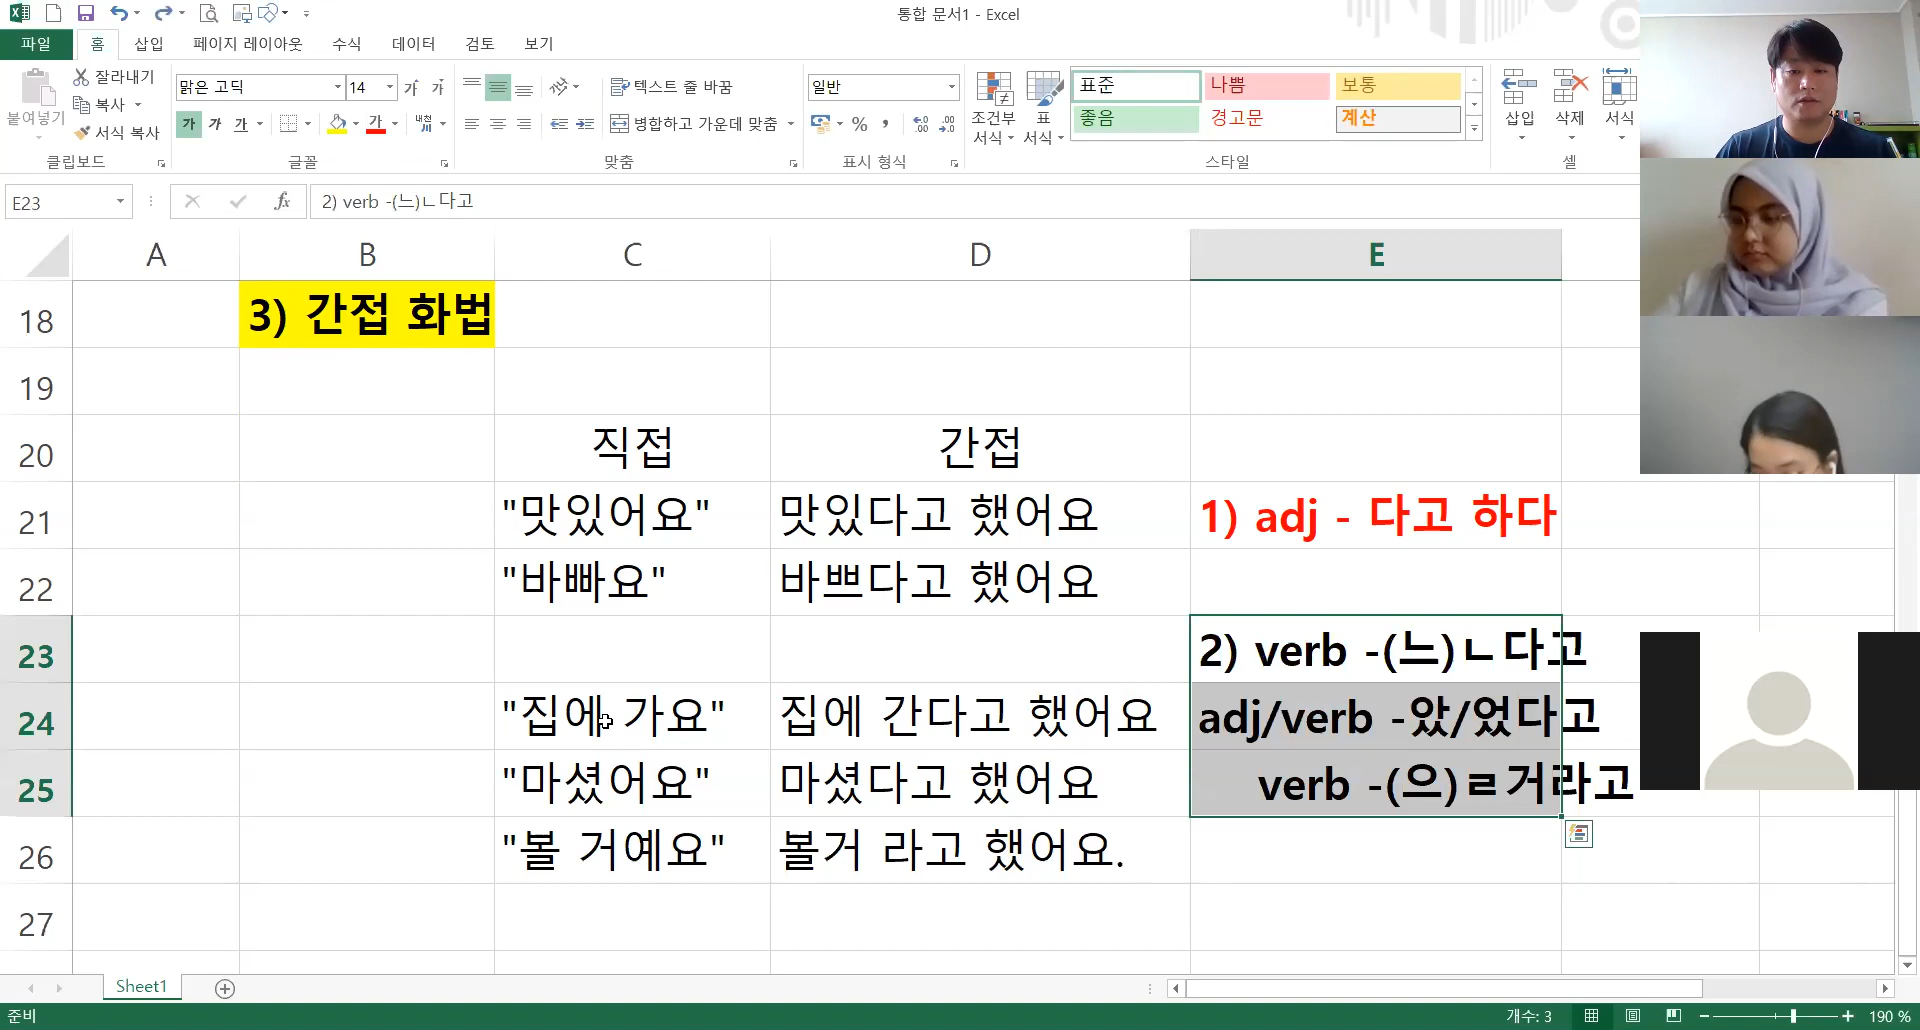 통합 문서1 - Excel
파일 홈 삽입 페이지 레이아웃 수식 데이터 검토 보기
붙여넣기
잘라내기
복사
서식 복사
클립보드
맑은 고딕 14 가 가
가 가 가 가 내천
글꼴
텍스트 줄 바꿈
병합하고 가운데 맞춤
맞춤
일반
% ,
표시 형식
조건부 서식
표 서식
표준 나쁨 보통
좋음 경고문 계산
스타일
삽입 삭제 서식
셀
E23 fx 2) verb -(느)ㄴ다고
A B C D E
18 3) 간접 화법
19
20 직접 간접
21 "맛있어요" 맛있다고 했어요 1) adj - 다고 하다
22 "바빠요" 바쁘다고 했어요
23 2) verb -(느)ㄴ다고
24 "집에 가요" 집에 간다고 했어요 adj/verb -았/었다고
25 "마셨어요" 마셨다고 했어요 verb -(으)ㄹ거라고
26 "볼 거예요" 볼거 라고 했어요.
27
Sheet1
준비 개수: 3 190 %